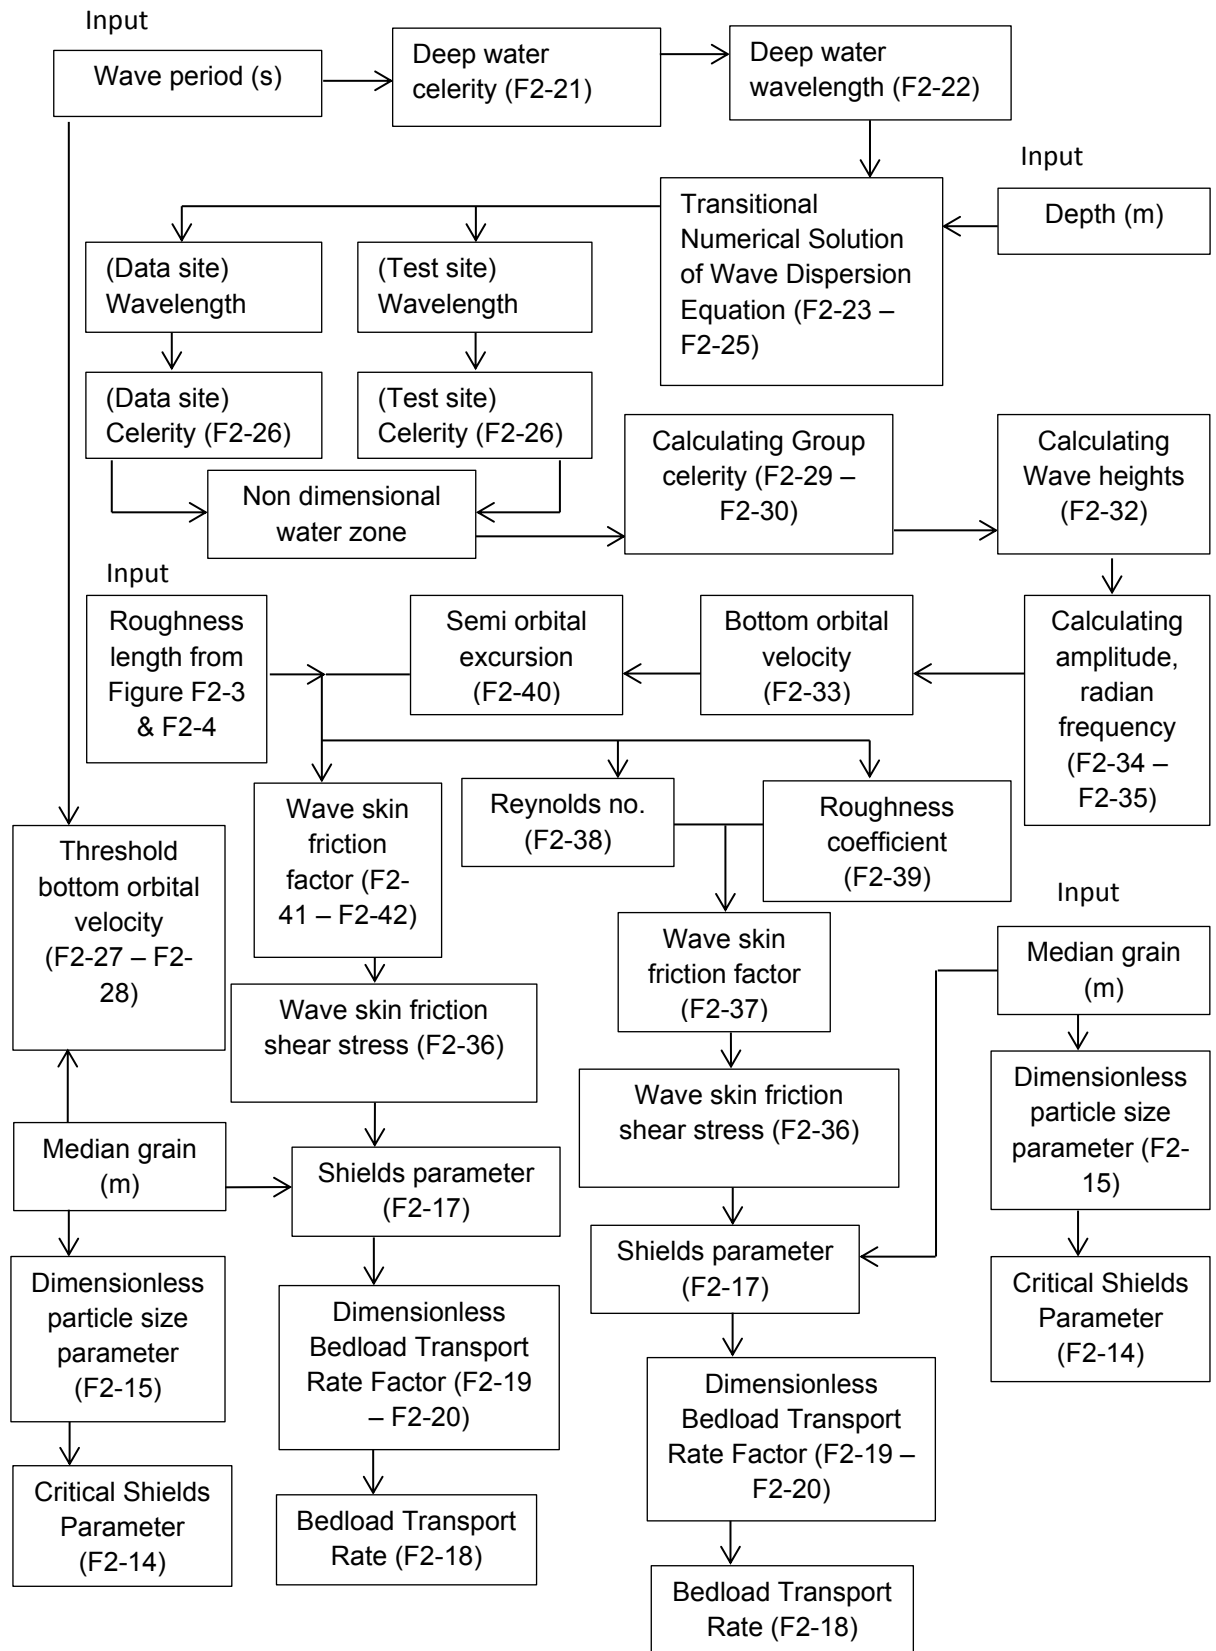 Input
Wave period (s)
Deep water
celerity (F2-21)
Deep water
wavelength (F2-22)
Input
Depth (m)
Transitional
Numerical Solution
of Wave Dispersion
Equation (F2-23 –
F2-25)
(Data site)
Wavelength
(Test site)
Wavelength
(Data site)
Celerity (F2-26)
(Test site)
Celerity (F2-26)
Non dimensional
water zone
Calculating Group
celerity (F2-29 –
F2-30)
Calculating
Wave heights
(F2-32)
Input
Roughness
length from
Figure F2-3
& F2-4
Semi orbital
excursion
(F2-40)
Bottom orbital
velocity
(F2-33)
Calculating
amplitude,
radian
frequency
(F2-34 –
F2-35)
Threshold
bottom orbital
velocity
(F2-27 – F2-
28)
Wave skin
friction
factor (F2-
41 – F2-42)
Reynolds no.
(F2-38)
Roughness
coefficient
(F2-39)
Input
Median grain
(m)
Wave skin
friction factor
(F2-37)
Wave skin friction
shear stress (F2-36)
Wave skin friction
shear stress (F2-36)
Dimensionless
particle size
parameter (F2-
15)
Median grain
(m)
Shields parameter
(F2-17)
Shields parameter
(F2-17)
Critical Shields
Parameter
(F2-14)
Dimensionless
particle size
parameter
(F2-15)
Dimensionless
Bedload Transport
Rate Factor (F2-19
– F2-20)
Dimensionless
Bedload Transport
Rate Factor (F2-19 –
F2-20)
Critical Shields
Parameter
(F2-14)
Bedload Transport
Rate (F2-18)
Bedload Transport
Rate (F2-18)